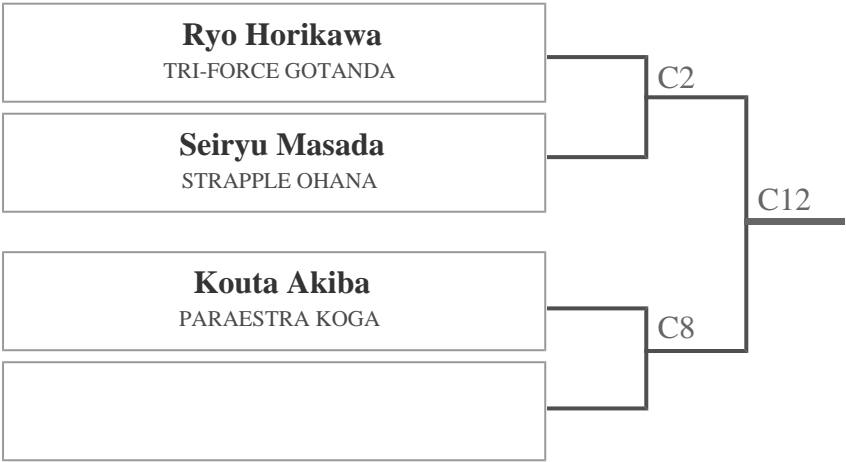 Ryo Horikawa
TRI-FORCE GOTANDA
C2
Seiryu Masada
STRAPPLE OHANA
C12
Kouta Akiba
PARAESTRA KOGA
C8